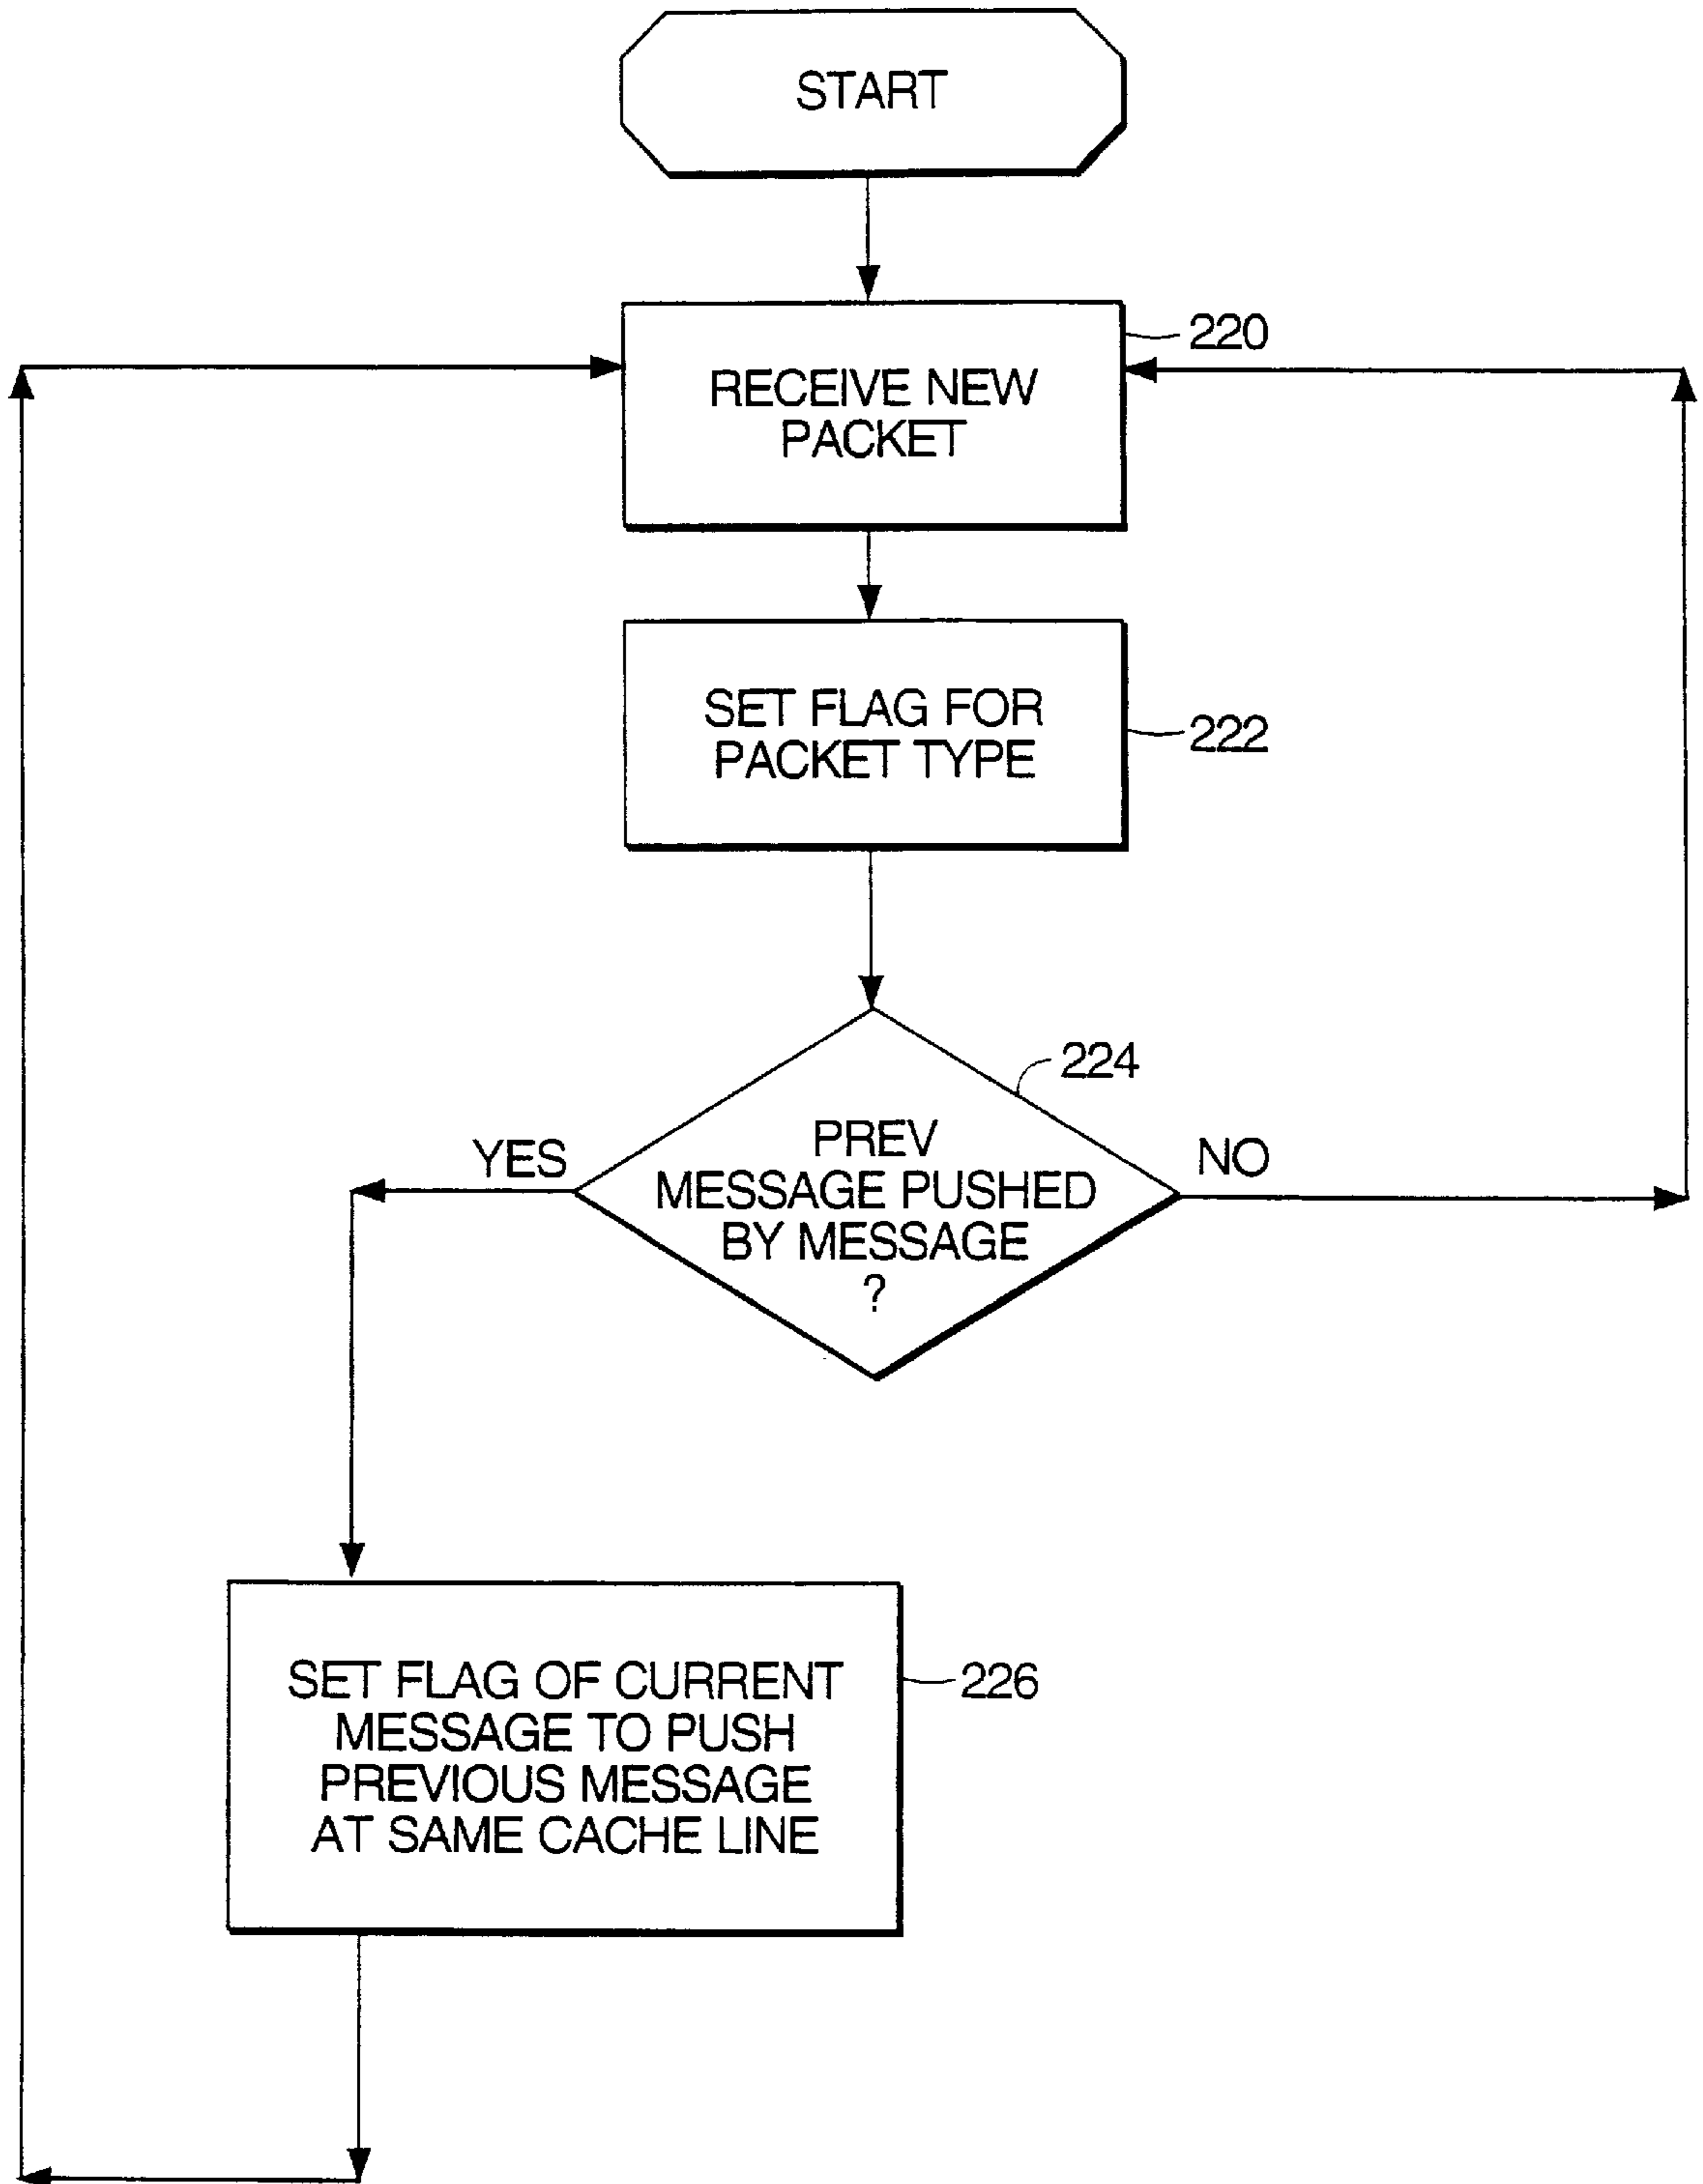 START
220
RECEIVE NEW
PACKET
SET FLAG FOR
PACKET TYPE
222
224
PREV
MESSAGE PUSHED
BY MESSAGE
?
YES
NO
SET FLAG OF CURRENT
MESSAGE TO PUSH
PREVIOUS MESSAGE
AT SAME CACHE LINE
226